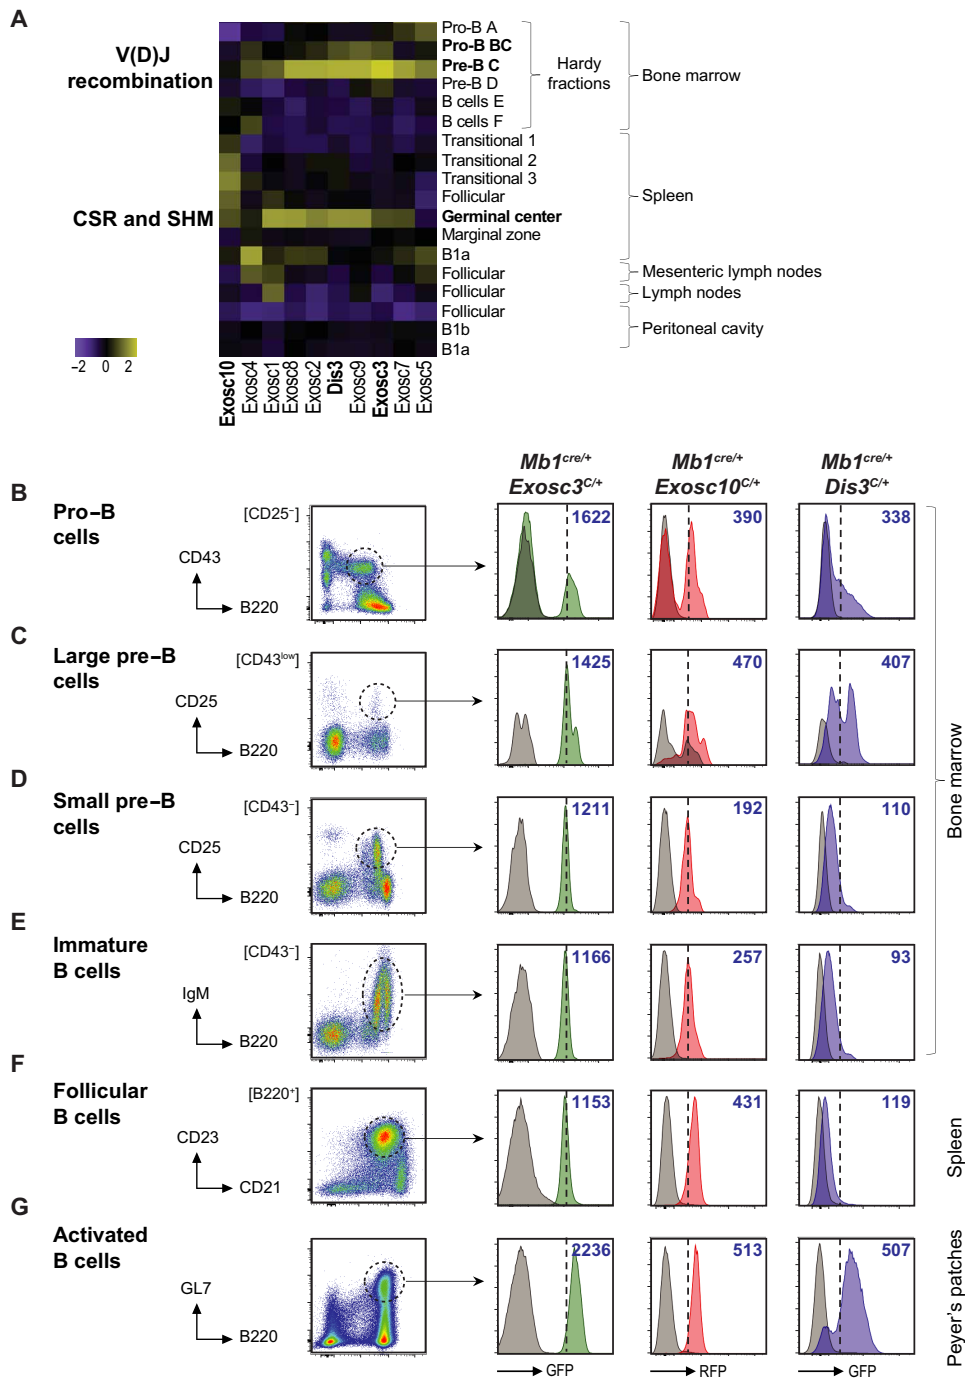 A
V(D)J
recombination
CSR and SHM
Pro-B A
Pro-B BC
Pre-B C
Pre-B D
B cells E
B cells F
Transitional 1
Transitional 2
Transitional 3
Follicular
Germinal center
Marginal zone
B1a
Follicular
Follicular
Follicular
B1b
B1a
Hardy
fractions
Bone marrow
Spleen
Mesenteric lymph nodes
Lymph nodes
Peritoneal cavity
−2 0 2
Exosc10
Exosc4
Exosc1
Exosc8
Exosc2
Dis3
Exosc9
Exosc3
Exosc7
Exosc5
Mb1cre/+
Exosc3C/+
Mb1cre/+
Exosc10C/+
Mb1cre/+
Dis3C/+
B
Pro−B
cells
[CD25−]
CD43
B220
1622
390
338
C
Large pre−B
cells
[CD43low]
CD25
B220
1425
470
407
D
Small pre−B
cells
[CD43−]
CD25
B220
1211
192
110
E
Immature
B cells
[CD43−]
IgM
B220
1166
257
93
Bone marrow
F
Follicular
B cells
[B220+]
CD23
CD21
1153
431
119
Spleen
G
Activated
B cells
GL7
B220
2236
513
507
Peyer's patches
GFP
RFP
GFP